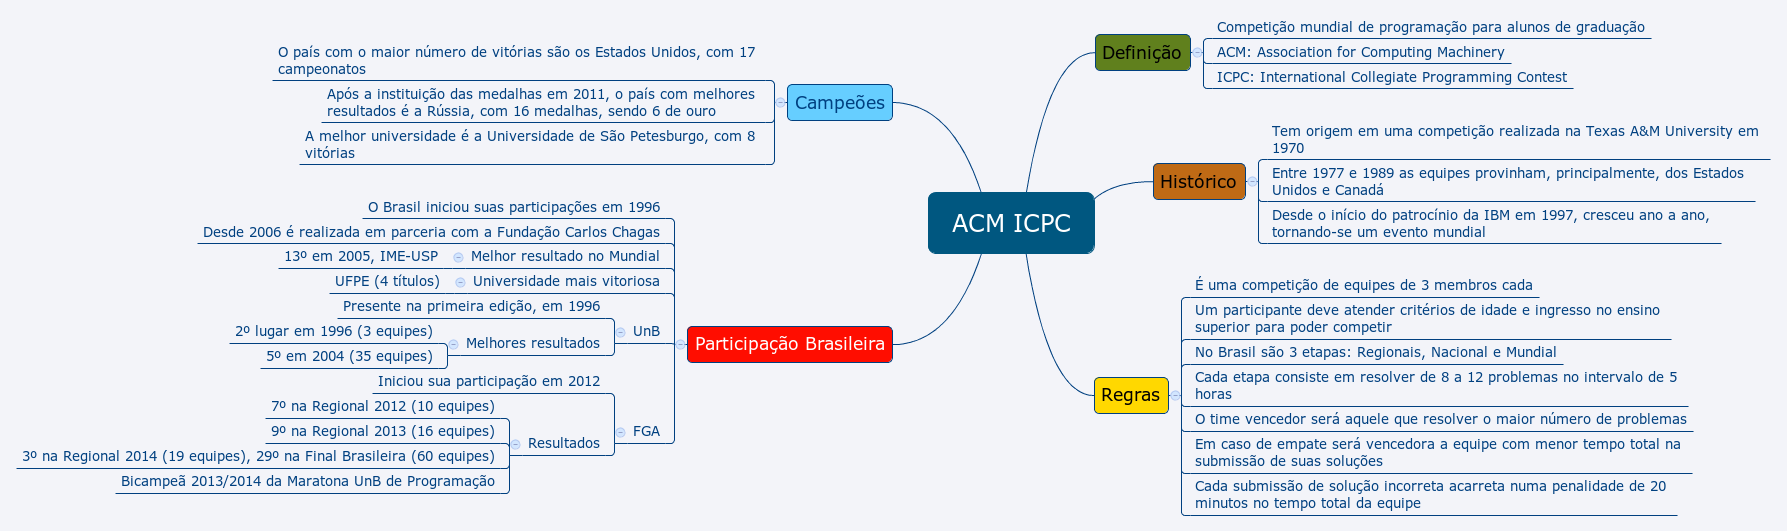 ACM ICPC
Definição
Competição mundial de programação para alunos de graduação
ACM: Association for Computing Machinery
ICPC: International Collegiate Programming Contest
Histórico
Tem origem em uma competição realizada na Texas A&M University em
1970
Entre 1977 e 1989 as equipes provinham, principalmente, dos Estados
Unidos e Canadá
Desde o início do patrocínio da IBM em 1997, cresceu ano a ano,
tornando-se um evento mundial
Regras
É uma competição de equipes de 3 membros cada
Um participante deve atender critérios de idade e ingresso no ensino
superior para poder competir
No Brasil são 3 etapas: Regionais, Nacional e Mundial
Cada etapa consiste em resolver de 8 a 12 problemas no intervalo de 5
horas
O time vencedor será aquele que resolver o maior número de problemas
Em caso de empate será vencedora a equipe com menor tempo total na
submissão de suas soluções
Cada submissão de solução incorreta acarreta numa penalidade de 20
minutos no tempo total da equipe
Campeões
O país com o maior número de vitórias são os Estados Unidos, com 17
campeonatos
Após a instituição das medalhas em 2011, o país com melhores
resultados é a Rússia, com 16 medalhas, sendo 6 de ouro
A melhor universidade é a Universidade de São Petesburgo, com 8
vitórias
Participação Brasileira
O Brasil iniciou suas participações em 1996
Desde 2006 é realizada em parceria com a Fundação Carlos Chagas
Melhor resultado no Mundial
13º em 2005, IME-USP
Universidade mais vitoriosa
UFPE (4 títulos)
UnB
Presente na primeira edição, em 1996
Melhores resultados
2º lugar em 1996 (3 equipes)
5º em 2004 (35 equipes)
FGA
Iniciou sua participação em 2012
Resultados
7º na Regional 2012 (10 equipes)
9º na Regional 2013 (16 equipes)
3º na Regional 2014 (19 equipes), 29º na Final Brasileira (60 equipes)
Bicampeã 2013/2014 da Maratona UnB de Programação